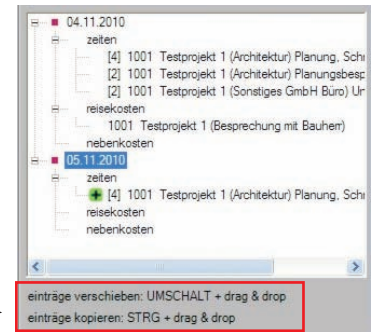 04.11.2010
zeiten
[4] 1001 Testprojekt 1 (Architektur) Planung, Schri
[2] 1001 Testprojekt 1 (Architektur) Planungsbesp
[2] 1001 Testprojekt 1 (Sonstiges GmbH Büro) Ur
reisekosten
1001 Testprojekt 1 (Besprechung mit Bauherr)
nebenkosten
05.11.2010
zeiten
[4] 1001 Testprojekt 1 (Architektur) Planung, Schri
reisekosten
nebenkosten
einträge verschieben: UMSCHALT + drag & drop
einträge kopieren: STRG + drag & drop